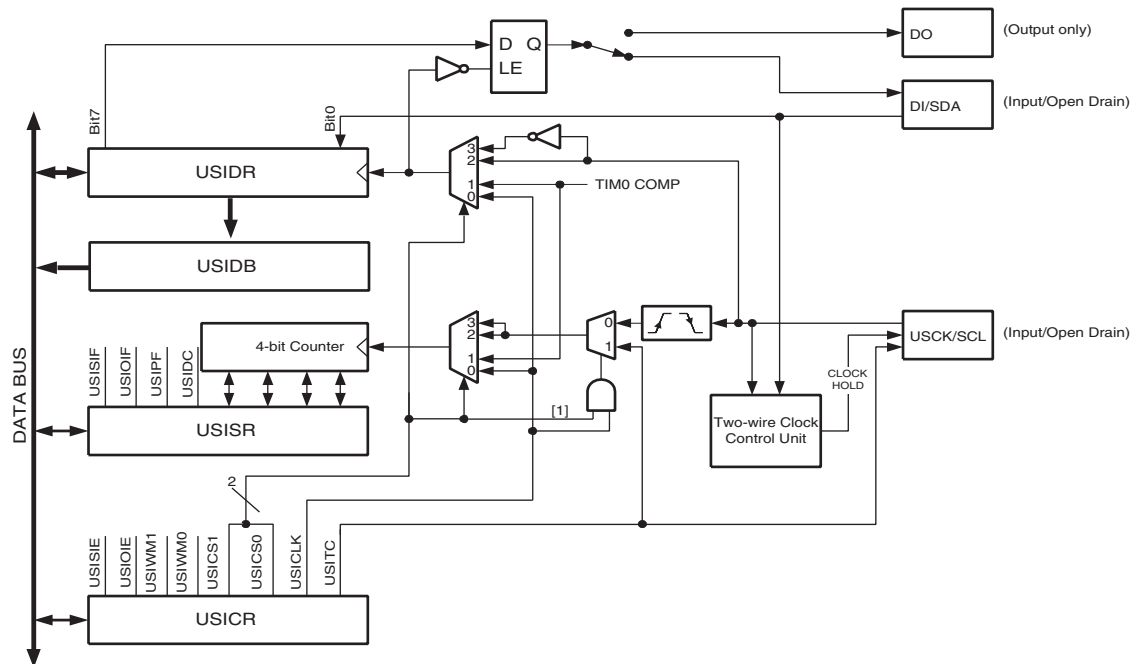 DO
(Output only)
D Q
LE
DI/SDA
(Input/Open Drain)
Bit7
Bit0
USIDR
3
2
1
0
TIM0 COMP
USIDB
DATA BUS
4-bit Counter
3
2
1
0
0
1
USCK/SCL
(Input/Open Drain)
CLOCK
HOLD
USISIF
USIOIF
USIPF
USIDC
[1]
Two-wire Clock
Control Unit
USISR
2
USISIE
USIOIE
USIWM1
USIWM0
USICS1
USICS0
USICLK
USITC
USICR